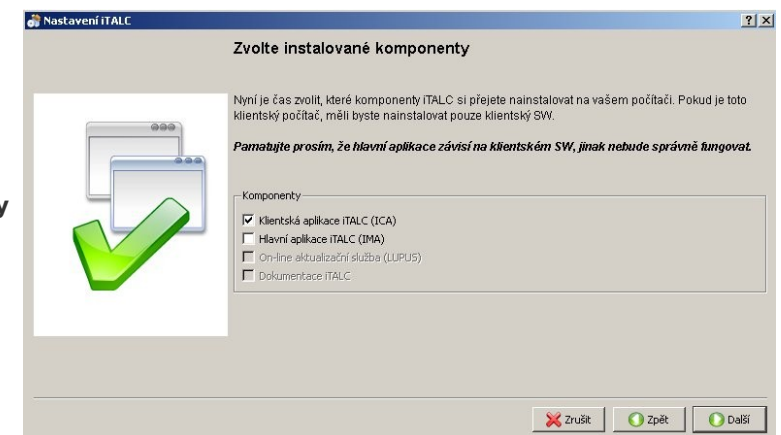 Nastavení iTALC
Zvolte instalované komponenty
Nyní je čas zvolit, které komponenty iTALC si přejete nainstalovat na vašem počítači. Pokud je toto
klientský počítač, měli byste nainstalovat pouze klientský SW.
Pamatujte prosím, že hlavní aplikace závisí na klientském SW, jinak nebude správně fungovat.
y
Komponenty
Klientská aplikace iTALC (ICA)
Hlavní aplikace iTALC (IMA)
On-line aktualizační služba (LUPUS)
Dokumentace iTALC
Zrušit
Zpět
Další